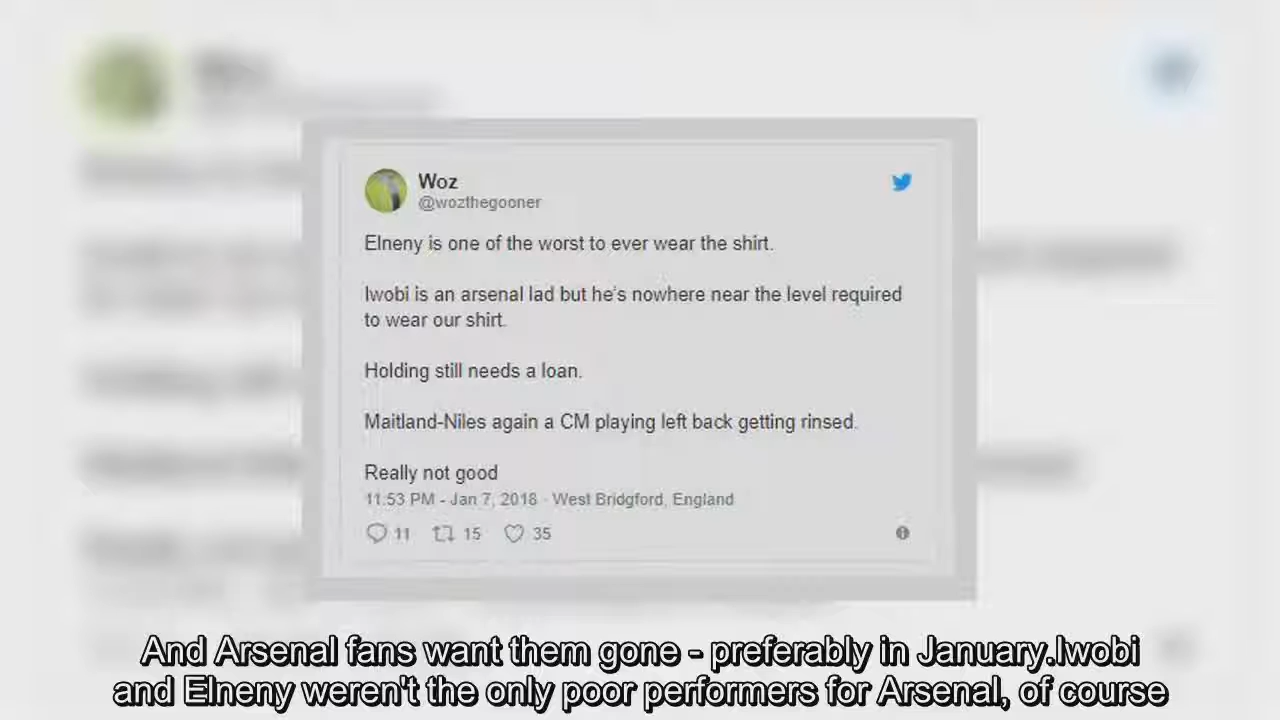 Woz
@wozthegooner
Elneny is one of the worst to ever wear the shirt.
Iwobi is an arsenal lad but he's nowhere near the level required
to wear our shirt.
Holding still needs a loan.
Maitland-Niles again a CM playing left back getting rinsed.
Really not good
11:53 PM - Jan 7, 2018 · West Bridgford, England
11 15 35
And Arsenal fans want them gone - preferably in January.Iwobi
and Elneny weren't the only poor performers for Arsenal, of course